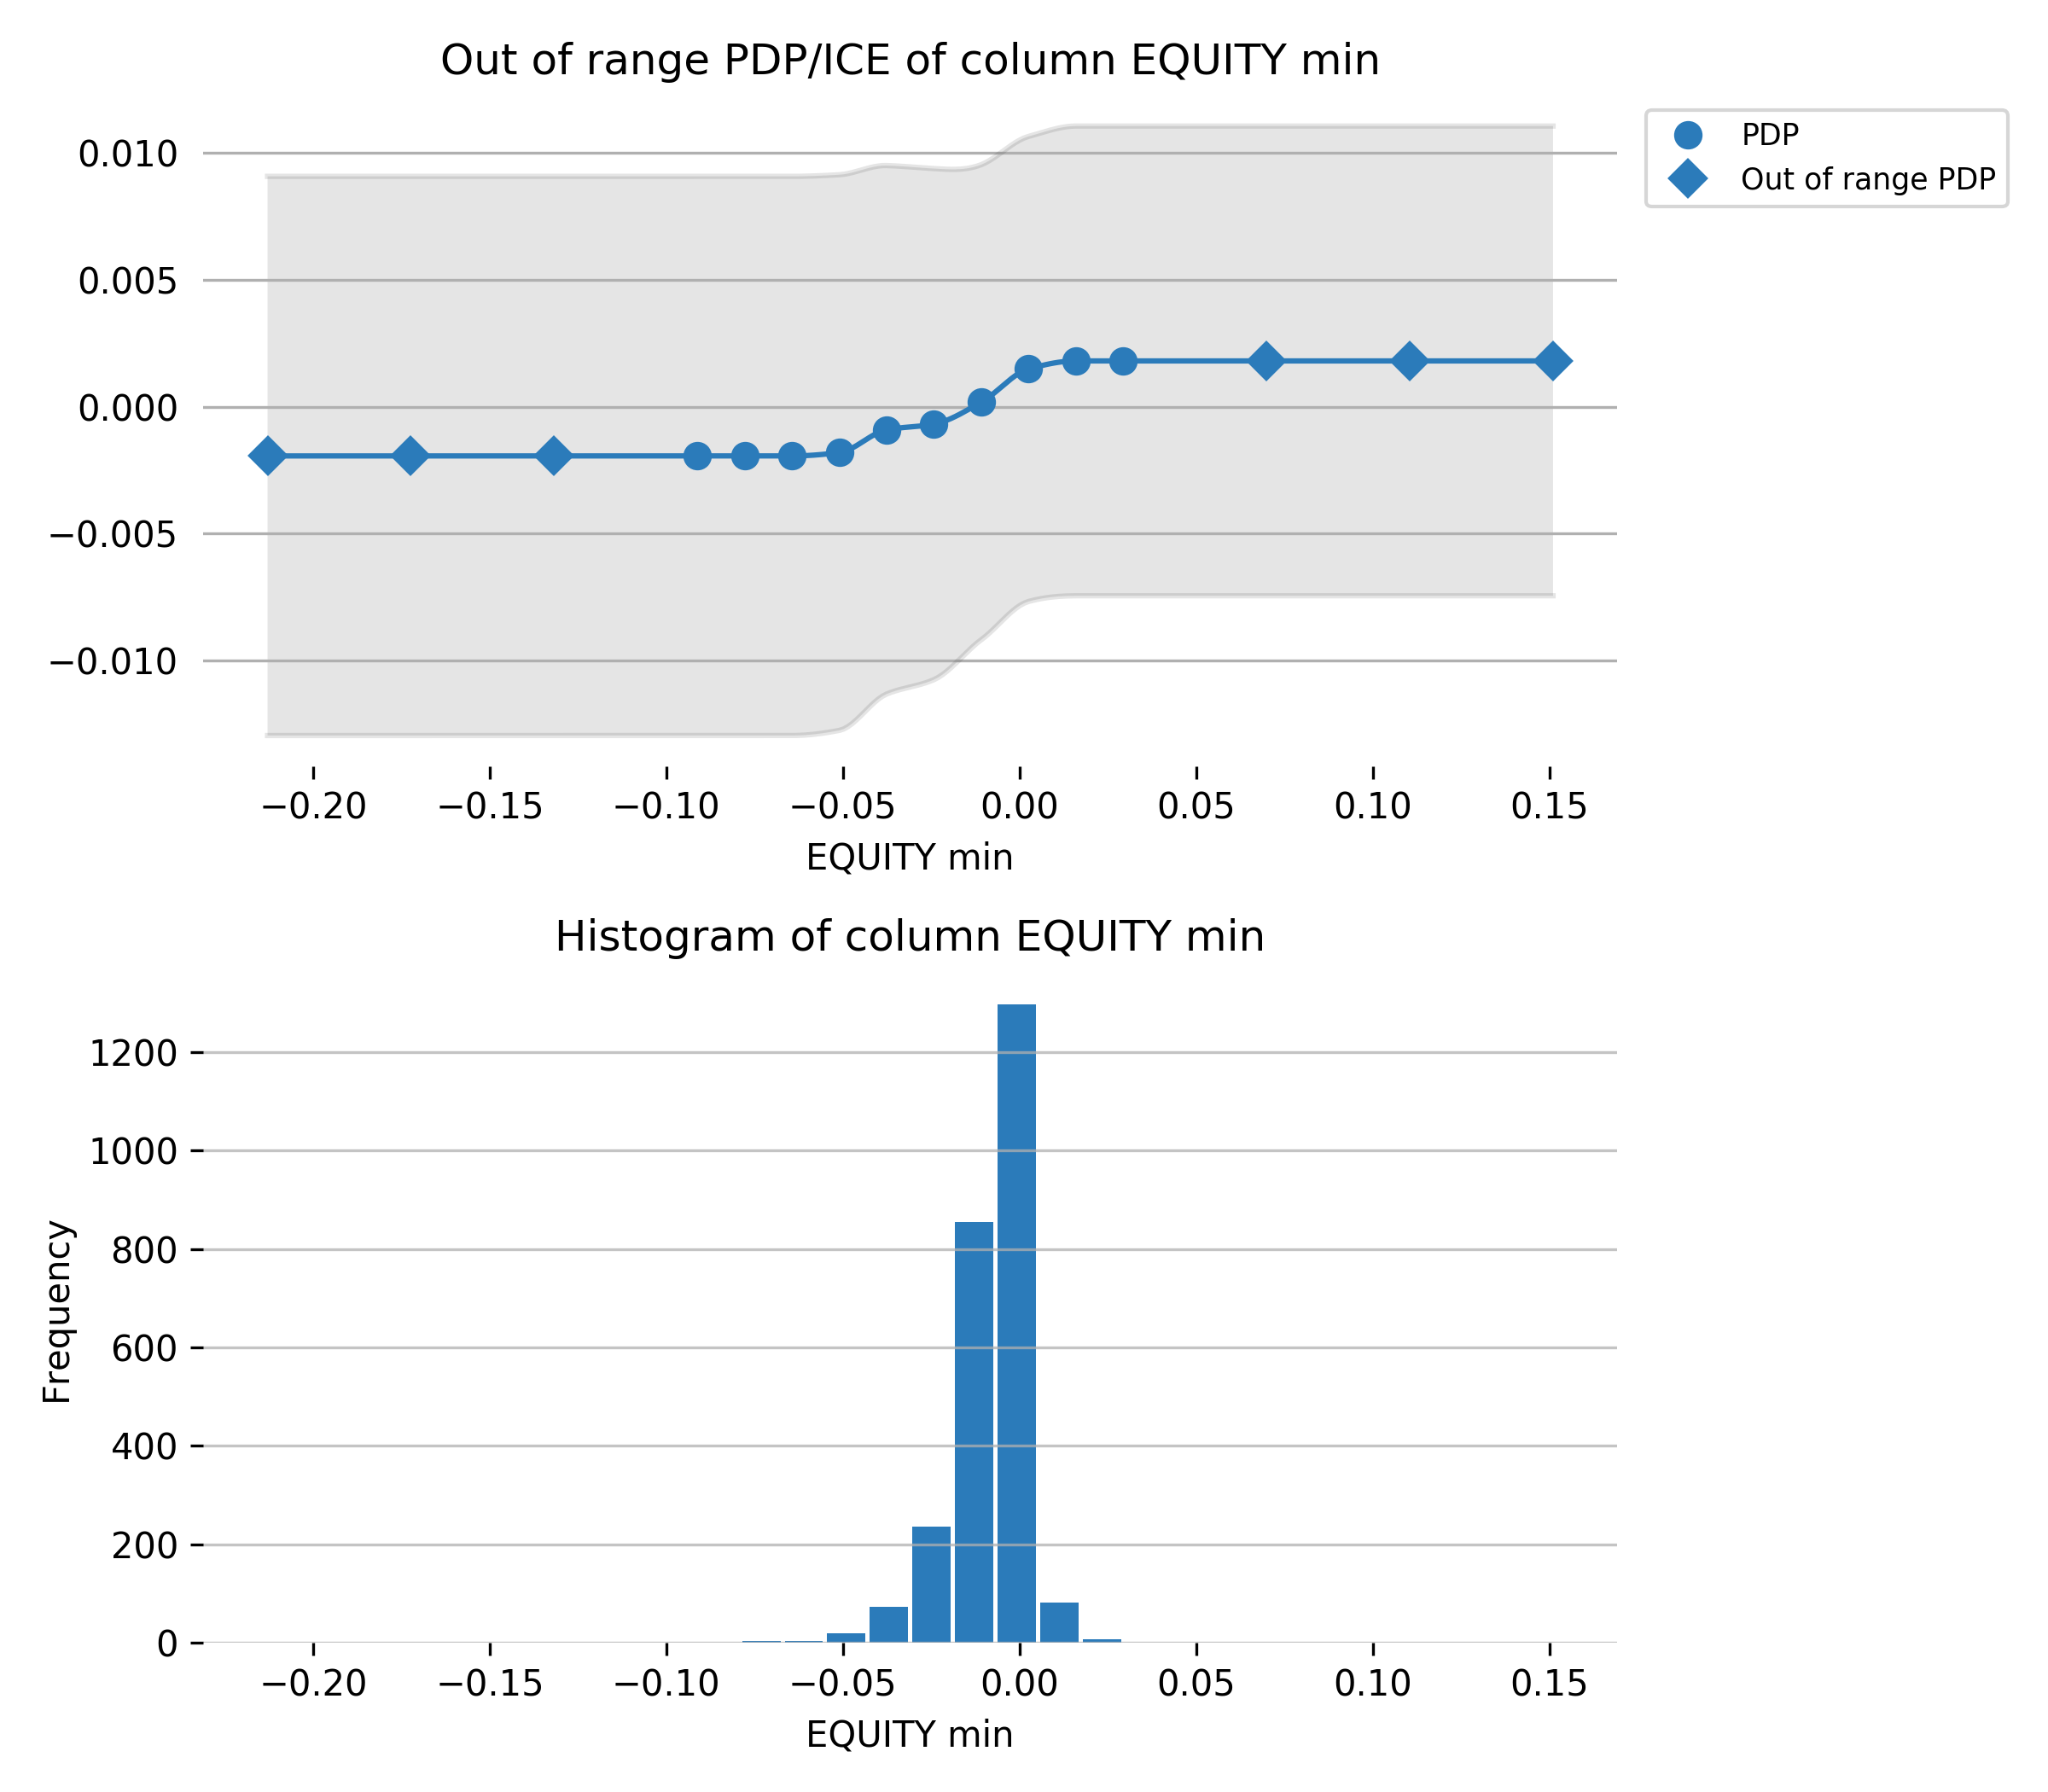 Out of range PDP/ICE of column EQUITY min
PDP
Out of range PDP
0.010
0.005
0.000
−0.005
−0.010
−0.20 −0.15 −0.10 −0.05 0.00 0.05 0.10 0.15
EQUITY min
Histogram of column EQUITY min
Frequency
1200
1000
800
600
400
200
0
−0.20 −0.15 −0.10 −0.05 0.00 0.05 0.10 0.15
EQUITY min